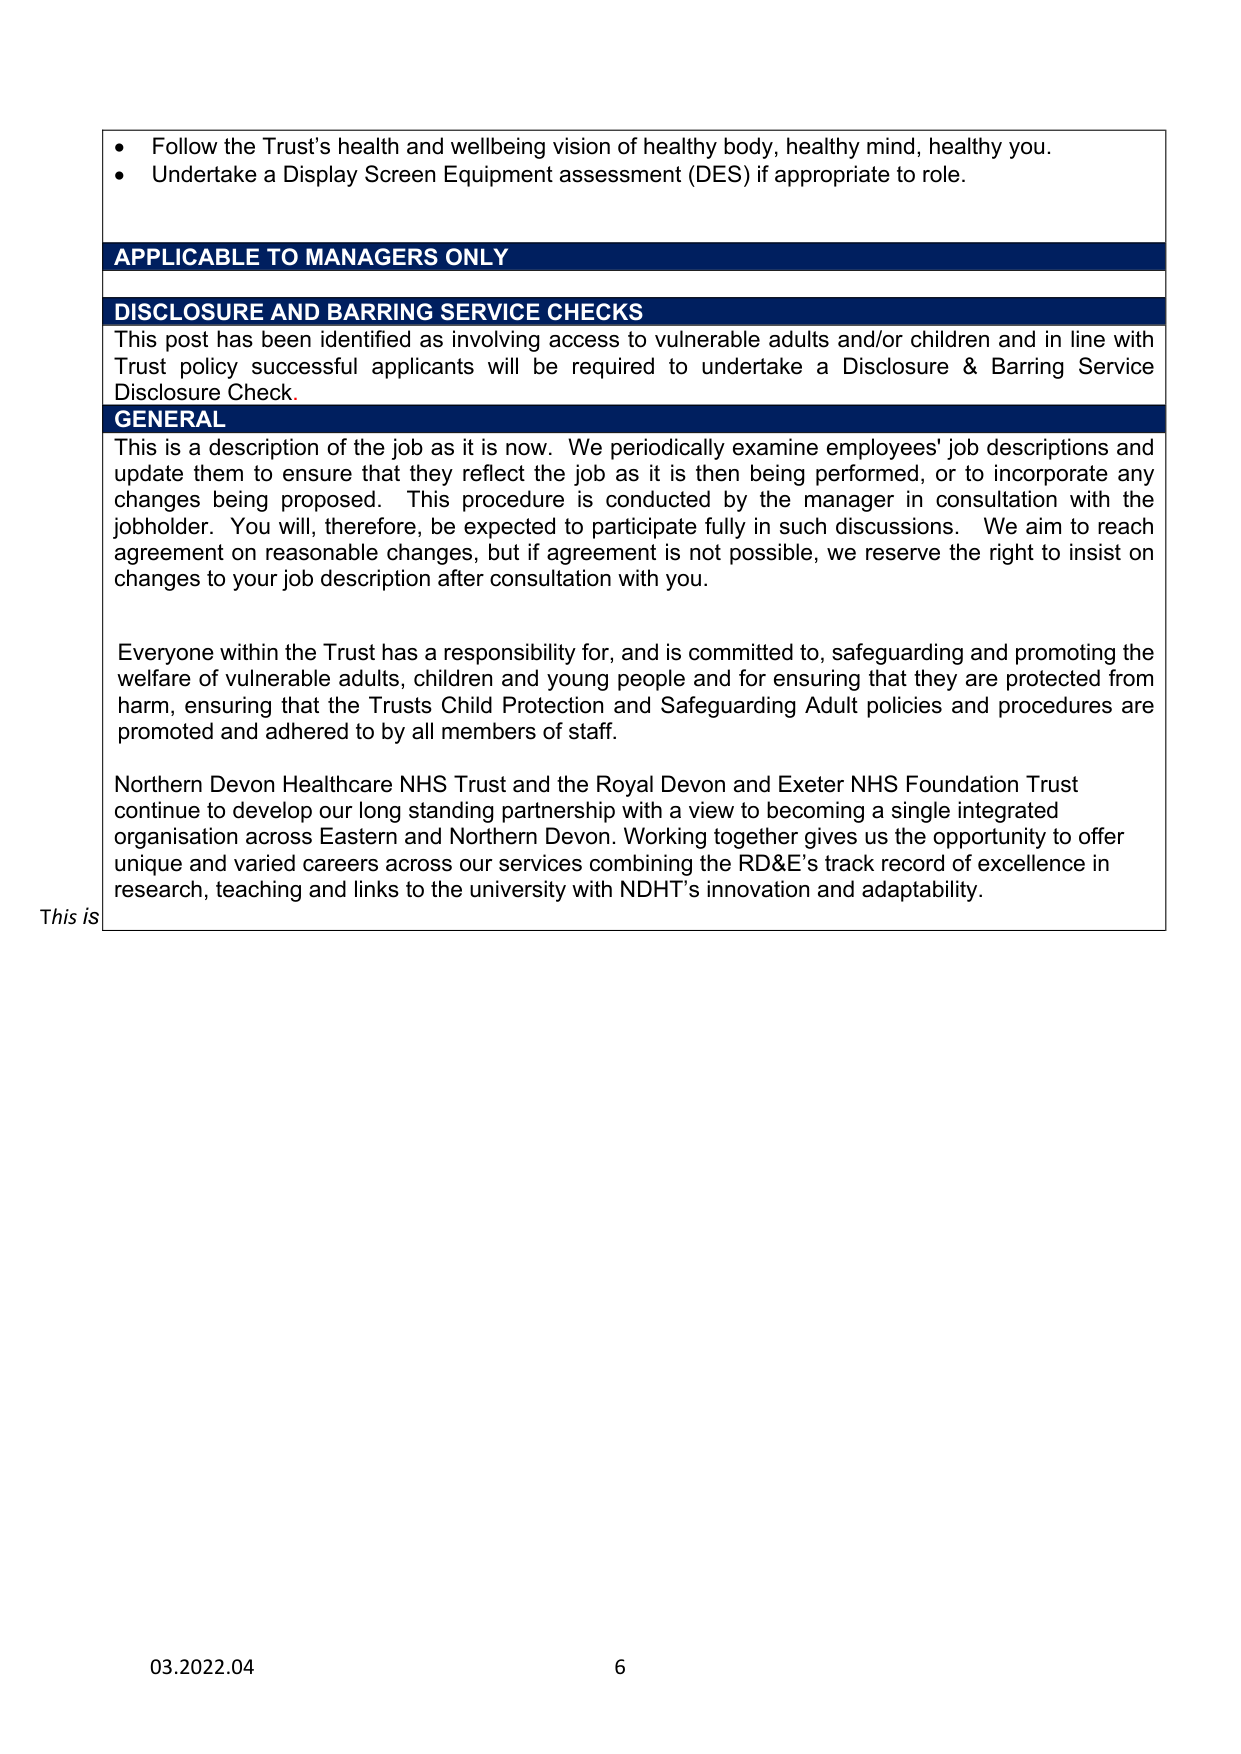 • Follow the Trust’s health and wellbeing vision of healthy body, healthy mind, healthy you.
• Undertake a Display Screen Equipment assessment (DES) if appropriate to role.
APPLICABLE TO MANAGERS ONLY
DISCLOSURE AND BARRING SERVICE CHECKS
This post has been identified as involving access to vulnerable adults and/or children and in line with
Trust policy successful applicants will be required to undertake a Disclosure & Barring Service
Disclosure Check.
GENERAL
This is a description of the job as it is now.  We periodically examine employees' job descriptions and
update them to ensure that they reflect the job as it is then being performed, or to incorporate any
changes being proposed.  This procedure is conducted by the manager in consultation with the
jobholder.  You will, therefore, be expected to participate fully in such discussions.   We aim to reach
agreement on reasonable changes, but if agreement is not possible, we reserve the right to insist on
changes to your job description after consultation with you.
Everyone within the Trust has a responsibility for, and is committed to, safeguarding and promoting the
welfare of vulnerable adults, children and young people and for ensuring that they are protected from
harm, ensuring that the Trusts Child Protection and Safeguarding Adult policies and procedures are
promoted and adhered to by all members of staff.
Northern Devon Healthcare NHS Trust and the Royal Devon and Exeter NHS Foundation Trust
continue to develop our long standing partnership with a view to becoming a single integrated
organisation across Eastern and Northern Devon. Working together gives us the opportunity to offer
unique and varied careers across our services combining the RD&E’s track record of excellence in
research, teaching and links to the university with NDHT’s innovation and adaptability.
This is
03.2022.04 6